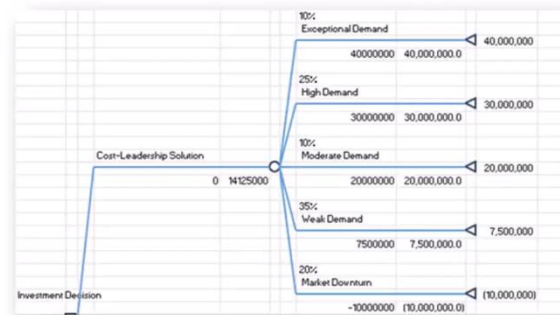 10%
Exceptional Demand
40000000 40,000,000.0 40,000,000
25%
High Demand
30000000 30,000,000.0 30,000,000
10%
Cost-Leadership Solution Moderate Demand
0 14125000 20000000 20,000,000.0 20,000,000
35%
Weak Demand
7500000 7,500,000.0 7,500,000
20%
Market Downturn
Investment Decision
-10000000 (10,000,000.0) (10,000,000)